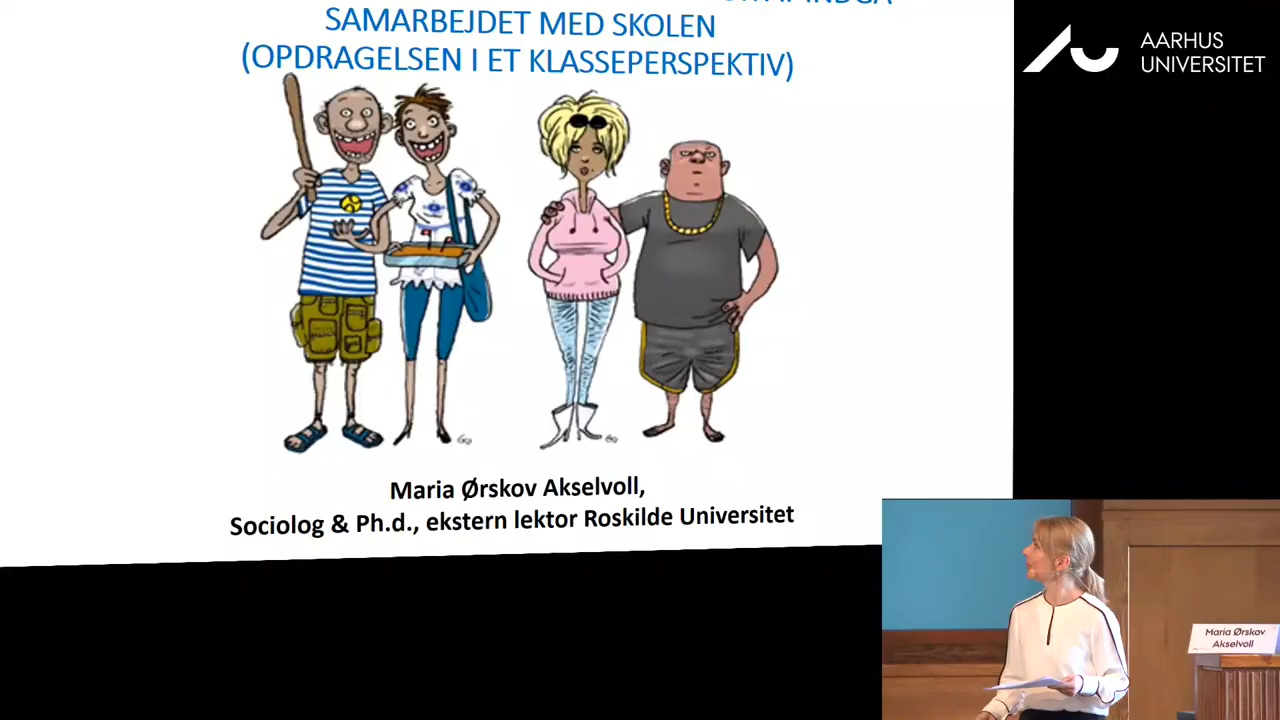 SAMARBEJDET MED SKOLEN
(OPDRAGELSEN I ET KLASSEPERSPEKTIV)
Maria Ørskov Akselvoll,
Sociolog & Ph.d., ekstern lektor Roskilde Universitet
AARHUS
UNIVERSITET
Maria Ørskov
Akselvoll